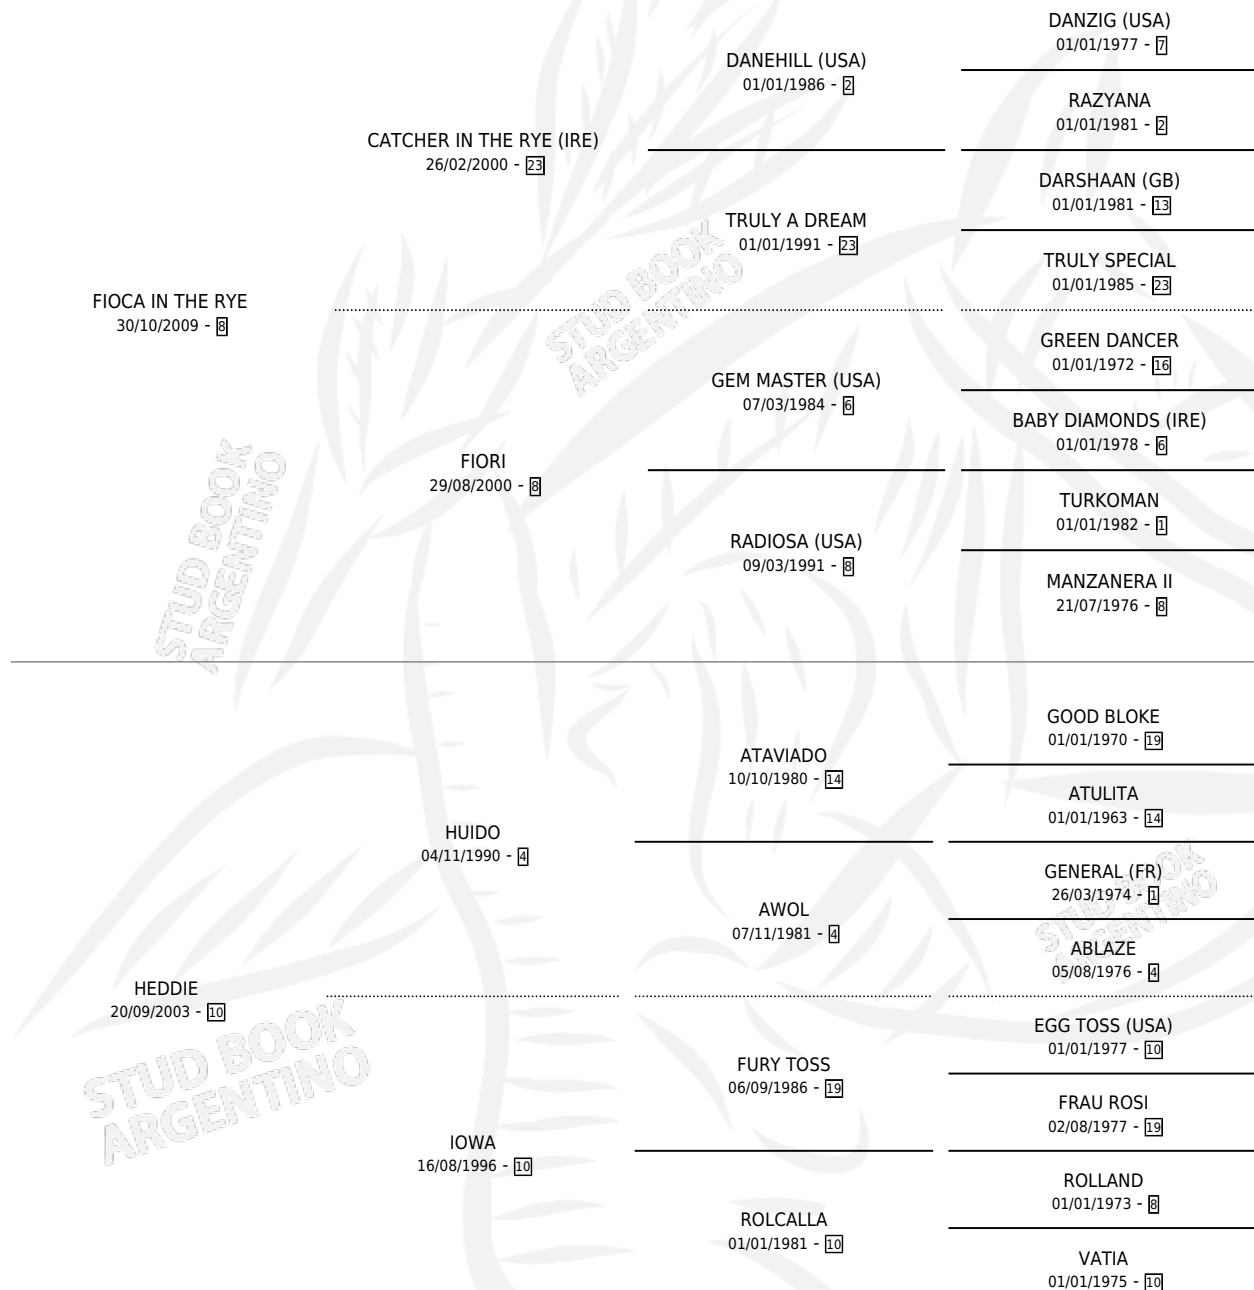 DANZIG (USA)
01/01/1977 - 7
DANEHILL (USA)
01/01/1986 - 2
RAZYANA
01/01/1981 - 2
CATCHER IN THE RYE (IRE)
26/02/2000 - 23
DARSHAAN (GB)
01/01/1981 - 13
TRULY A DREAM
01/01/1991 - 23
TRULY SPECIAL
01/01/1985 - 23
FIOCA IN THE RYE
30/10/2009 - 8
GREEN DANCER
01/01/1972 - 16
GEM MASTER (USA)
07/03/1984 - 6
BABY DIAMONDS (IRE)
01/01/1978 - 6
FIORI
29/08/2000 - 8
TURKOMAN
01/01/1982 - 1
RADIOSA (USA)
09/03/1991 - 8
MANZANERA II
21/07/1976 - 8
STUD BOOK
ARGENTINO
STUD BOOK
ARGENTINO
GOOD BLOKE
01/01/1970 - 19
ATAVIADO
10/10/1980 - 14
ATULITA
01/01/1963 - 14
HUIDO
04/11/1990 - 4
GENERAL (FR)
26/03/1974 - 1
AWOL
07/11/1981 - 4
ABLAZE
05/08/1976 - 4
STUD BOOK
ARGENTINO
HEDDIE
20/09/2003 - 10
EGG TOSS (USA)
01/01/1977 - 10
FURY TOSS
06/09/1986 - 19
FRAU ROSI
02/08/1977 - 19
IOWA
16/08/1996 - 10
ROLLAND
01/01/1973 - 8
ROLCALLA
01/01/1981 - 10
VATIA
01/01/1975 - 10
STUD BOOK
ARGENTINO